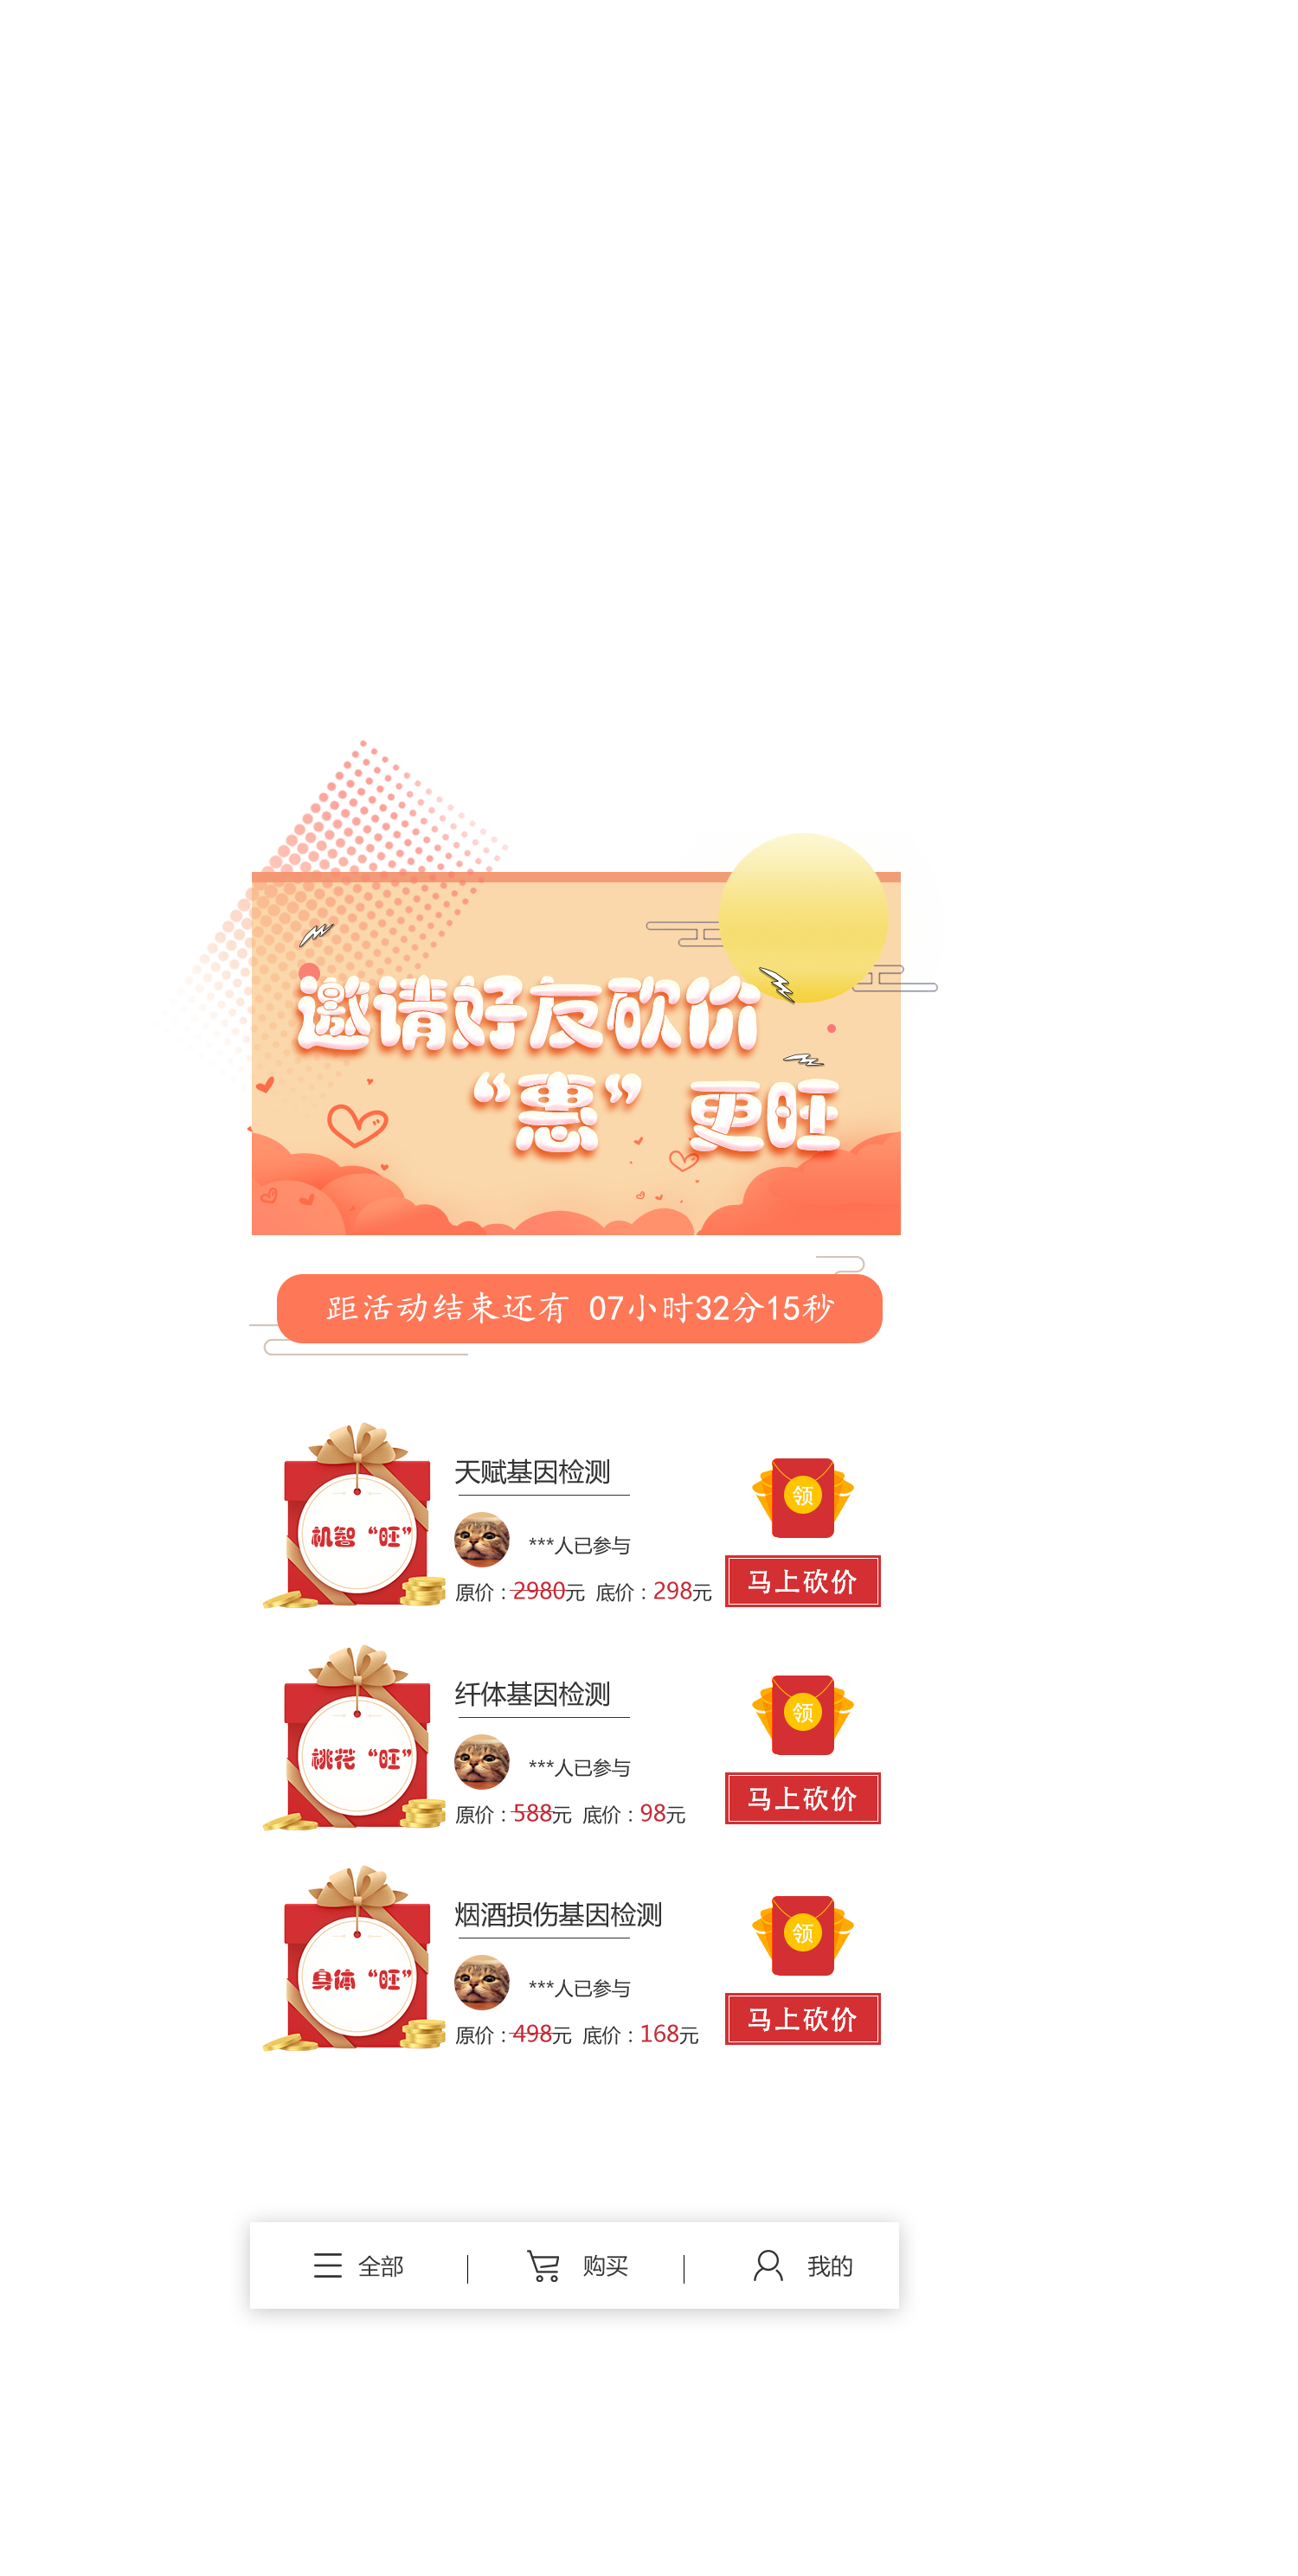 邀请好友砍价
“惠” 更旺
距活动结束还有 07小时32分15秒
机智“旺”
天赋基因检测
***人已参与
原价：2980元 底价：298元
领
马上砍价
桃花“旺”
纤体基因检测
***人已参与
原价：588元 底价：98元
领
马上砍价
身体“旺”
烟酒损伤基因检测
***人已参与
原价：498元 底价：168元
领
马上砍价
全部
购买
我的